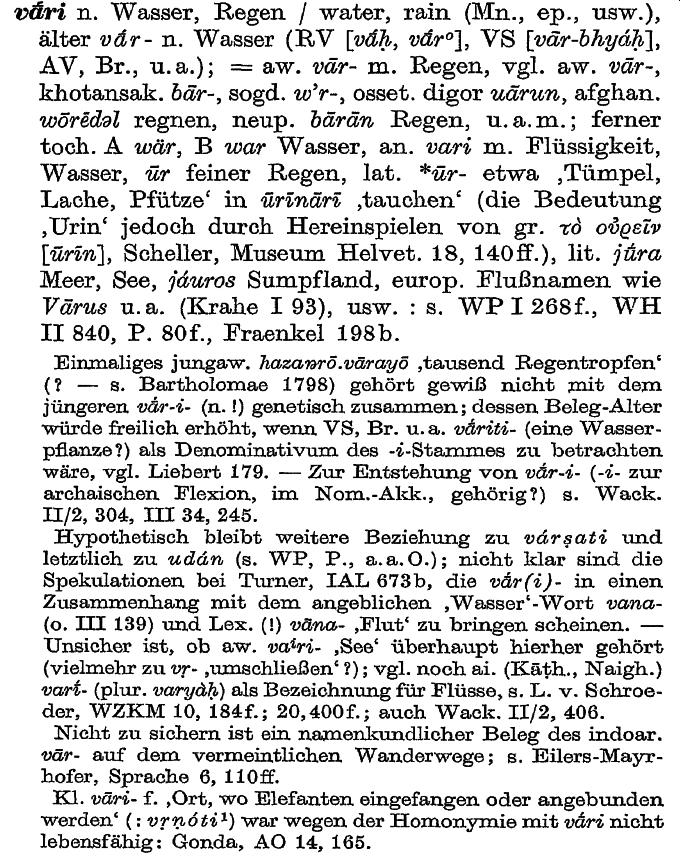 vā́ri n. Wasser, Regen / water, rain (Mn., ep., usw.),
älter vā́r- n. Wasser (RV [vā́ḥ, vā́r°], VS [vār-bhyáḥ],
AV, Br., u. a.); = aw. vār- m. Regen, vgl. aw. vār-,
khotansak. bār-, sogd. w’r-, osset. digor u̯ārun, afghan.
wōrēdəl regnen, neup. bārān Regen, u. a. m.; ferner
toch. A wär, B war Wasser, an. vari m. Flüssigkeit,
Wasser, ūr feiner Regen, lat. *ūr- etwa ‚Tümpel,
Lache, Pfütze‘ in ūrīnārī ‚tauchen‘ (die Bedeutung
‚Urin‘ jedoch durch Hereinspielen von gr. τὸ οὐρεῖν
[ūrīn], Scheller, Museum Helvet. 18, 140ff.), lit. jū́ra
Meer, See, jáuros Sumpfland, europ. Flußnamen wie
Vārus u. a. (Krahe I 93), usw. : s. WP I 268f., WH
II 840, P. 80f., Fraenkel 198b.
Einmaliges jungaw. hazaŋrō.vārayō ‚tausend Regentropfen‘
(? — s. Bartholomae 1798) gehört gewiß nicht mit dem
jüngeren vā́r-i- (n. !) genetisch zusammen; dessen Beleg-Alter
würde freilich erhöht, wenn VS, Br. u. a. vā́riti- (eine Wasser-
pflanze?) als Denominativum des -i-Stammes zu betrachten
wäre, vgl. Liebert 179. — Zur Entstehung von vā́r-i- (-i- zur
archaischen Flexion, im Nom.-Akk., gehörig?) s. Wack.
II/2, 304, III 34, 245.
Hypothetisch bleibt weitere Beziehung zu várṣati und
letztlich zu udán (s. WP, P., a. a. O.); nicht klar sind die
Spekulationen bei Turner, IAL 673b, die vā́r(i)- in einen
Zusammenhang mit dem angeblichen ‚Wasser‘-Wort vana-
(o. III 139) und Lex. (!) vāna- ‚Flut‘ zu bringen scheinen. —
Unsicher ist, ob aw. vaⁱri- ‚See‘ überhaupt hierher gehört
(vielmehr zu vṛ- ‚umschließen‘ ?); vgl. noch ai. (Kāṭh., Naigh.)
varí- (plur. varyàḥ) als Bezeichnung für Flüsse, s. L. v. Schroe-
der, WZKM 10, 184f.; 20,400f.; auch Wack. II/2, 406.
Nicht zu sichern ist ein namenkundlicher Beleg des indoar.
vār- auf dem vermeintlichen Wanderwege; s. Eilers-Mayr-
hofer, Sprache 6, 110ff.
Kl. vāri- f. ‚Ort, wo Elefanten eingefangen oder angebunden
werden‘ (: vṛṇóti¹) war wegen der Homonymie mit vā́ri nicht
lebensfähig: Gonda, AO 14, 165.